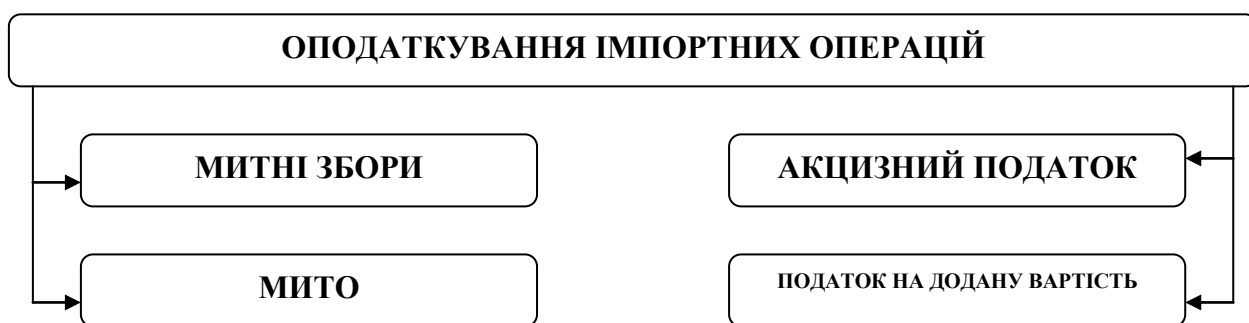 ОПОДАТКУВАННЯ ІМПОРТНИХ ОПЕРАЦІЙ
МИТНІ ЗБОРИ
АКЦИЗНИЙ ПОДАТОК
МИТО
ПОДАТОК НА ДОДАНУ ВАРТІСТЬ